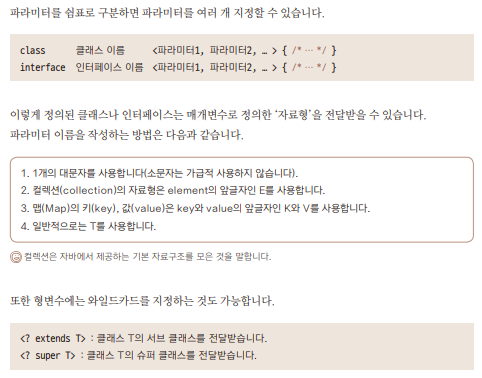 파라미터를 쉼표로 구분하면 파라미터를 여러 개 지정할 수 있습니다.
class 클래스 이름 <파라미터1, 파라미터2, … > { /* … */ }
interface 인터페이스 이름 <파라미터1, 파라미터2, … > { /* … */ }
이렇게 정의된 클래스나 인터페이스는 매개변수로 정의한 ‘자료형’을 전달받을 수 있습니다.
파라미터 이름을 작성하는 방법은 다음과 같습니다.
1. 1개의 대문자를 사용합니다(소문자는 가급적 사용하지 않습니다).
2. 컬렉션(collection)의 자료형은 element의 앞글자인 E를 사용합니다.
3. 맵(Map)의 키(key), 값(value)은 key와 value의 앞글자인 K와 V를 사용합니다.
4. 일반적으로는 T를 사용합니다.
컬렉션은 자바에서 제공하는 기본 자료구조를 모은 것을 말합니다.
또한 형변수에는 와일드카드를 지정하는 것도 가능합니다.
<? extends T> : 클래스 T의 서브 클래스를 전달받습니다.
<? super T> : 클래스 T의 슈퍼 클래스를 전달받습니다.